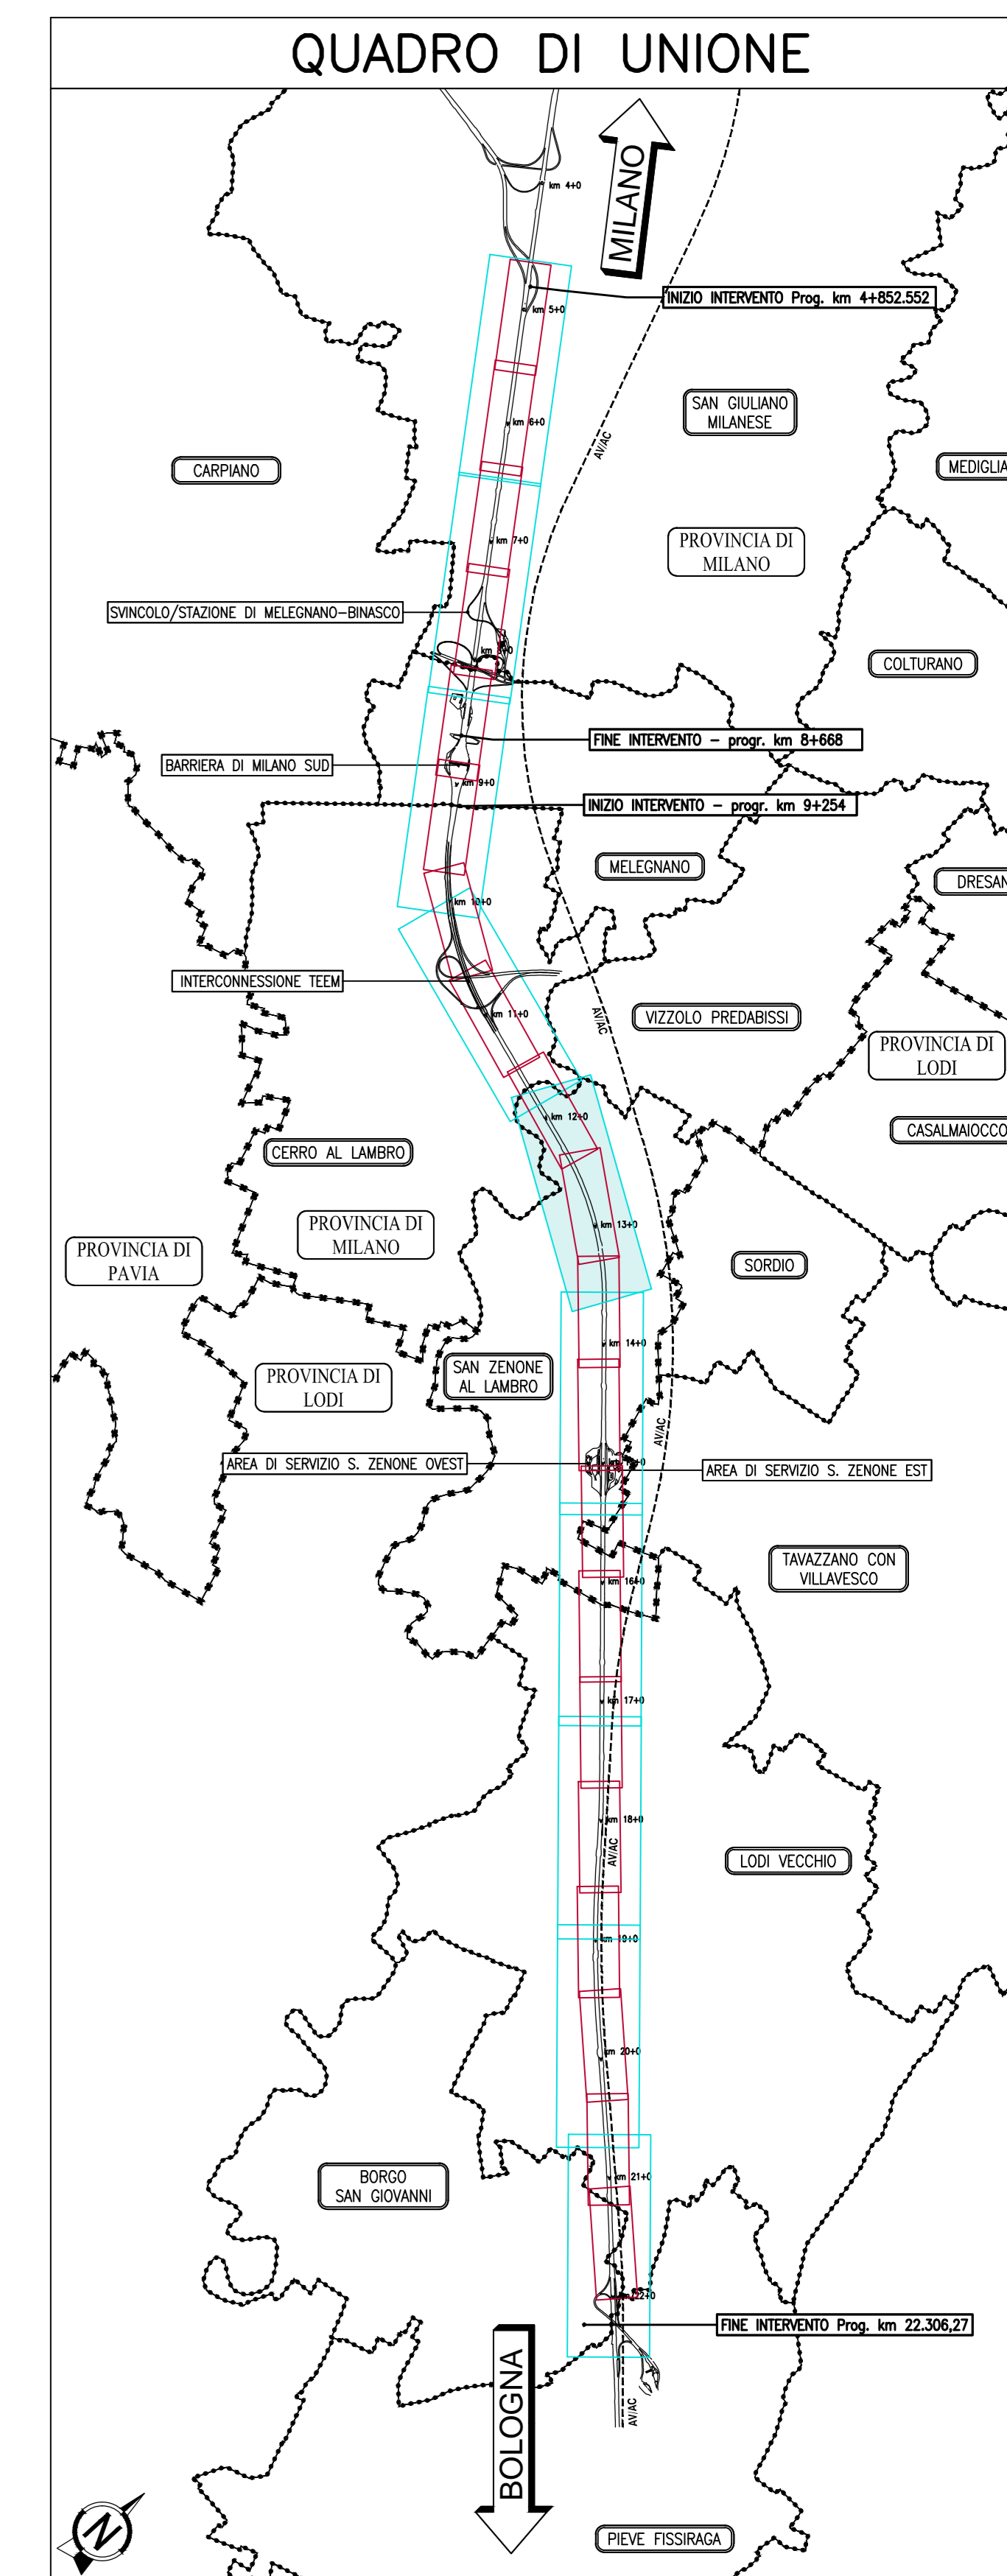 QUADRO DI UNIONE
MILANO
km 4+0
INIZIO INTERVENTO Prog. km 4+852.552
km 5+0
SAN GIULIANO
MILANESE
km 6+0
AV/AC
CARPIANO
MEDIGLIA
PROVINCIA DI
MILANO
km 7+0
SVINCOLO/STAZIONE DI MELEGNANO-BINASCO
COLTURANO
FINE INTERVENTO - progr. km 8+668
BARRIERA DI MILANO SUD
km 9+0
INIZIO INTERVENTO - progr. km 9+254
MELEGNANO
DRESAN
km 10+0
INTERCONNESSIONE TEEM
km 11+0
AV/AC
VIZZOLO PREDABISSI
PROVINCIA DI
LODI
km 12+0
CASALMAIOCCO
CERRO AL LAMBRO
PROVINCIA DI
MILANO
km 13+0
PROVINCIA DI
PAVIA
SORDIO
km 14+0
SAN ZENONE
AL LAMBRO
PROVINCIA DI
LODI
AV/AC
AREA DI SERVIZIO S. ZENONE OVEST
AREA DI SERVIZIO S. ZENONE EST
TAVAZZANO CON
VILLAVESCO
km 16+0
km 17+0
km 18+0
AV/AC
LODI VECCHIO
km 19+0
km 20+0
BORGO
SAN GIOVANNI
km 21+0
km 22+0
FINE INTERVENTO Prog. km 22.306,27
BOLOGNA
AV/AC
N
PIEVE FISSIRAGA